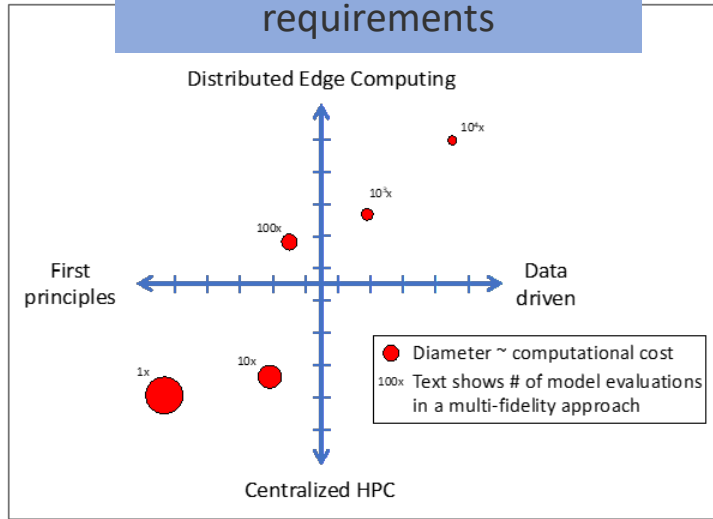 requirements
Distributed Edge Computing
10⁴x
10³x
100x
First
principles
Data
driven
1x
10x
Diameter ~ computational cost
100x Text shows # of model evaluations
in a multi-fidelity approach
Centralized HPC